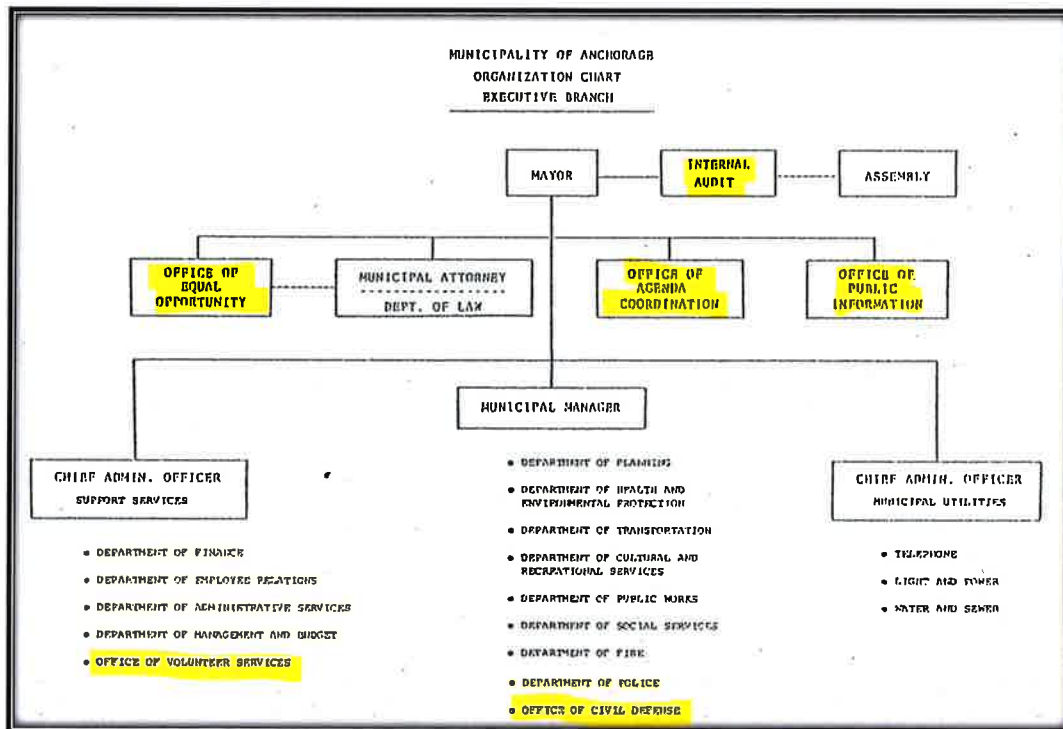 MUNICIPALITY OF ANCHORAGE
ORGANIZATION CHART
EXECUTIVE BRANCH
MAYOR
INTERNAL
AUDIT
ASSEMBLY
OFFICE OF
EQUAL
OPPORTUNITY
MUNICIPAL ATTORNEY
DEPT. OF LAW
OFFICE OF
AGENDA
COORDINATION
OFFICE OF
PUBLIC
INFORMATION
MUNICIPAL MANAGER
CHIEF ADMIN. OFFICER
SUPPORT SERVICES
• DEPARTMENT OF FINANCE
• DEPARTMENT OF EMPLOYEE RELATIONS
• DEPARTMENT OF ADMINISTRATIVE SERVICES
• DEPARTMENT OF MANAGEMENT AND BUDGET
• OFFICE OF VOLUNTEER SERVICES
• DEPARTMENT OF PLANNING
• DEPARTMENT OF HEALTH AND
ENVIRONMENTAL PROTECTION
• DEPARTMENT OF TRANSPORTATION
• DEPARTMENT OF CULTURAL AND
RECREATIONAL SERVICES
• DEPARTMENT OF PUBLIC WORKS
• DEPARTMENT OF SOCIAL SERVICES
• DEPARTMENT OF FIRE
• DEPARTMENT OF POLICE
• OFFICE OF CIVIL DEFENSE
CHIEF ADMIN. OFFICER
MUNICIPAL UTILITIES
• TELEPHONE
• LIGHT AND POWER
• WATER AND SEWER